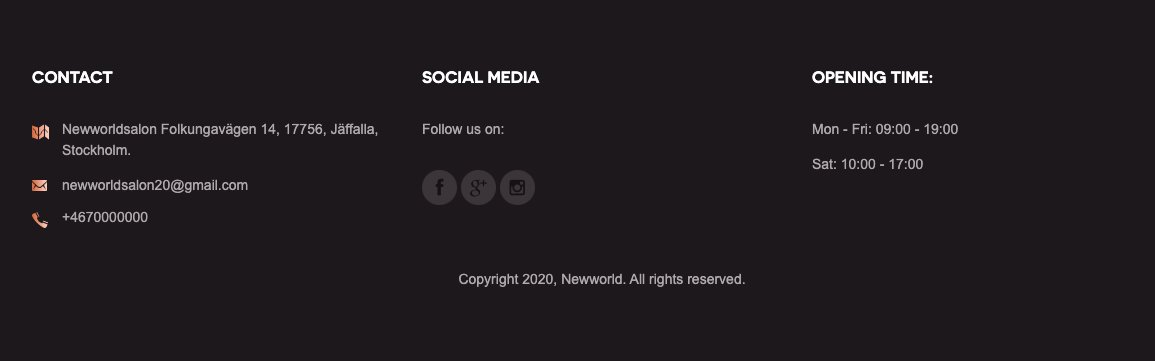 CONTACT
Newworldsalon Folkungavägen 14, 17756, Jäffalla,
Stockholm.
newworldsalon20@gmail.com
+4670000000
SOCIAL MEDIA
Follow us on:
f g+
OPENING TIME:
Mon - Fri: 09:00 - 19:00
Sat: 10:00 - 17:00
Copyright 2020, Newworld. All rights reserved.